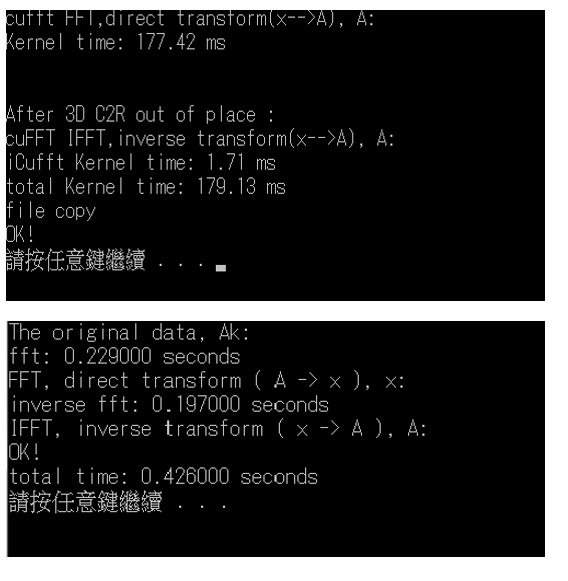 cufft FFT,direct transform(x-->A), A:
Kernel time: 177.42 ms
After 3D C2R out of place :
cuFFT IFFT,inverse transform(x-->A), A:
iCufft Kernel time: 1.71 ms
total Kernel time: 179.13 ms
file copy
OK!
請按任意鍵繼續 . . .
The original data, Ak:
fft: 0.229000 seconds
FFT, direct transform ( A -> x ), x:
inverse fft: 0.197000 seconds
IFFT, inverse transform ( x -> A ), A:
OK!
total time: 0.426000 seconds
請按任意鍵繼續 . . .